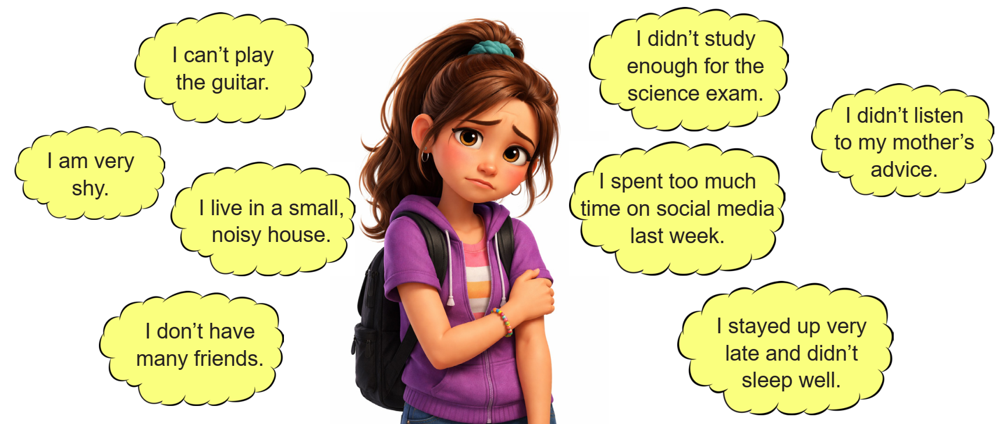 I can’t play
the guitar.
I am very
shy.
I live in a small,
noisy house.
I don’t have
many friends.
I didn’t study
enough for the
science exam.
I didn’t listen
to my mother’s
advice.
I spent too much
time on social media
last week.
I stayed up very
late and didn’t
sleep well.